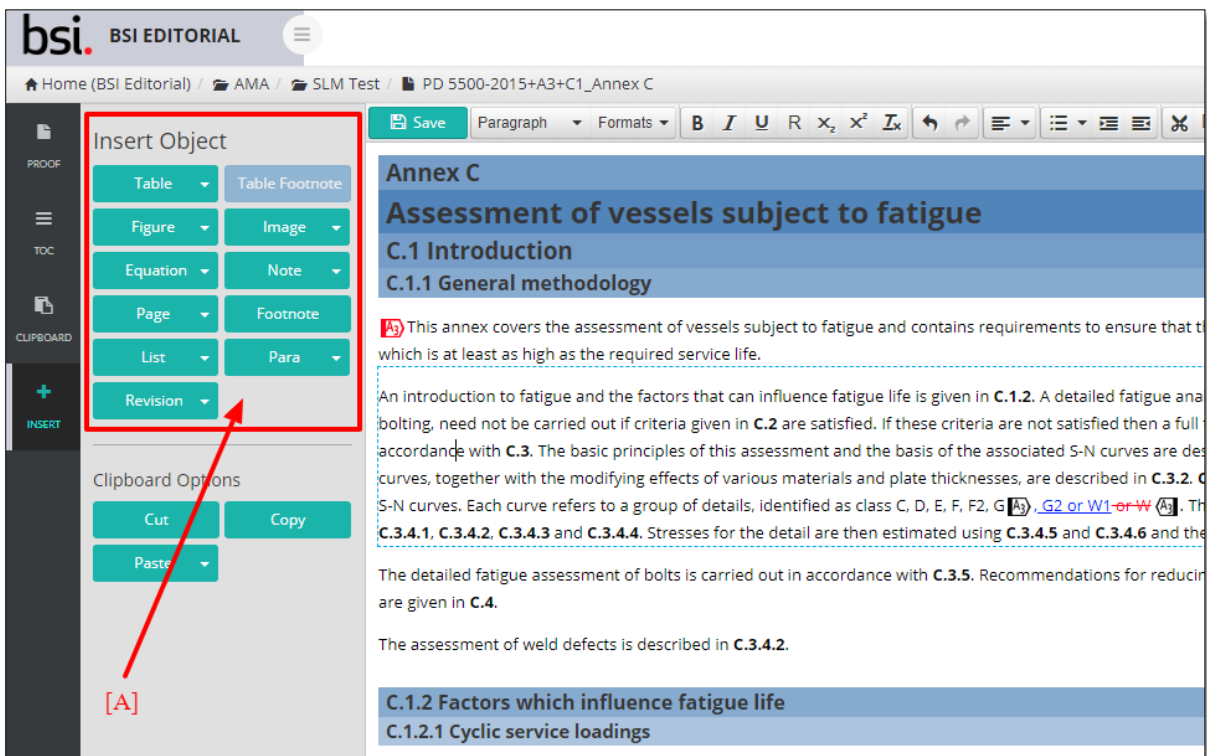 bsi. BSI EDITORIAL
Home (BSI Editorial) / AMA / SLM Test / PD 5500-2015+A3+C1_Annex C
PROOF
TOC
CLIPBOARD
INSERT
Insert Object
Table Table Footnote
Figure Image
Equation Note
Page Footnote
List Para
Revision
Clipboard Options
Cut Copy
Paste
[A]
Save Paragraph Formats B I U R X₂ X² Ix
Annex C
Assessment of vessels subject to fatigue
C.1 Introduction
C.1.1 General methodology
A3 This annex covers the assessment of vessels subject to fatigue and contains requirements to ensure that
which is at least as high as the required service life.
An introduction to fatigue and the factors that can influence fatigue life is given in C.1.2. A detailed fatigue
bolting, need not be carried out if criteria given in C.2 are satisfied. If these criteria are not satisfied then a full
accordance with C.3. The basic principles of this assessment and the basis of the associated S-N curves are
curves, together with the modifying effects of various materials and plate thicknesses, are described in C.3.2.
S-N curves. Each curve refers to a group of details, identified as class C, D, E, F, F2, G A3, G2 or W1 or W A3.
C.3.4.1, C.3.4.2, C.3.4.3 and C.3.4.4. Stresses for the detail are then estimated using C.3.4.5 and C.3.4.6 and the
The detailed fatigue assessment of bolts is carried out in accordance with C.3.5. Recommendations for
are given in C.4.
The assessment of weld defects is described in C.3.4.2.
C.1.2 Factors which influence fatigue life
C.1.2.1 Cyclic service loadings